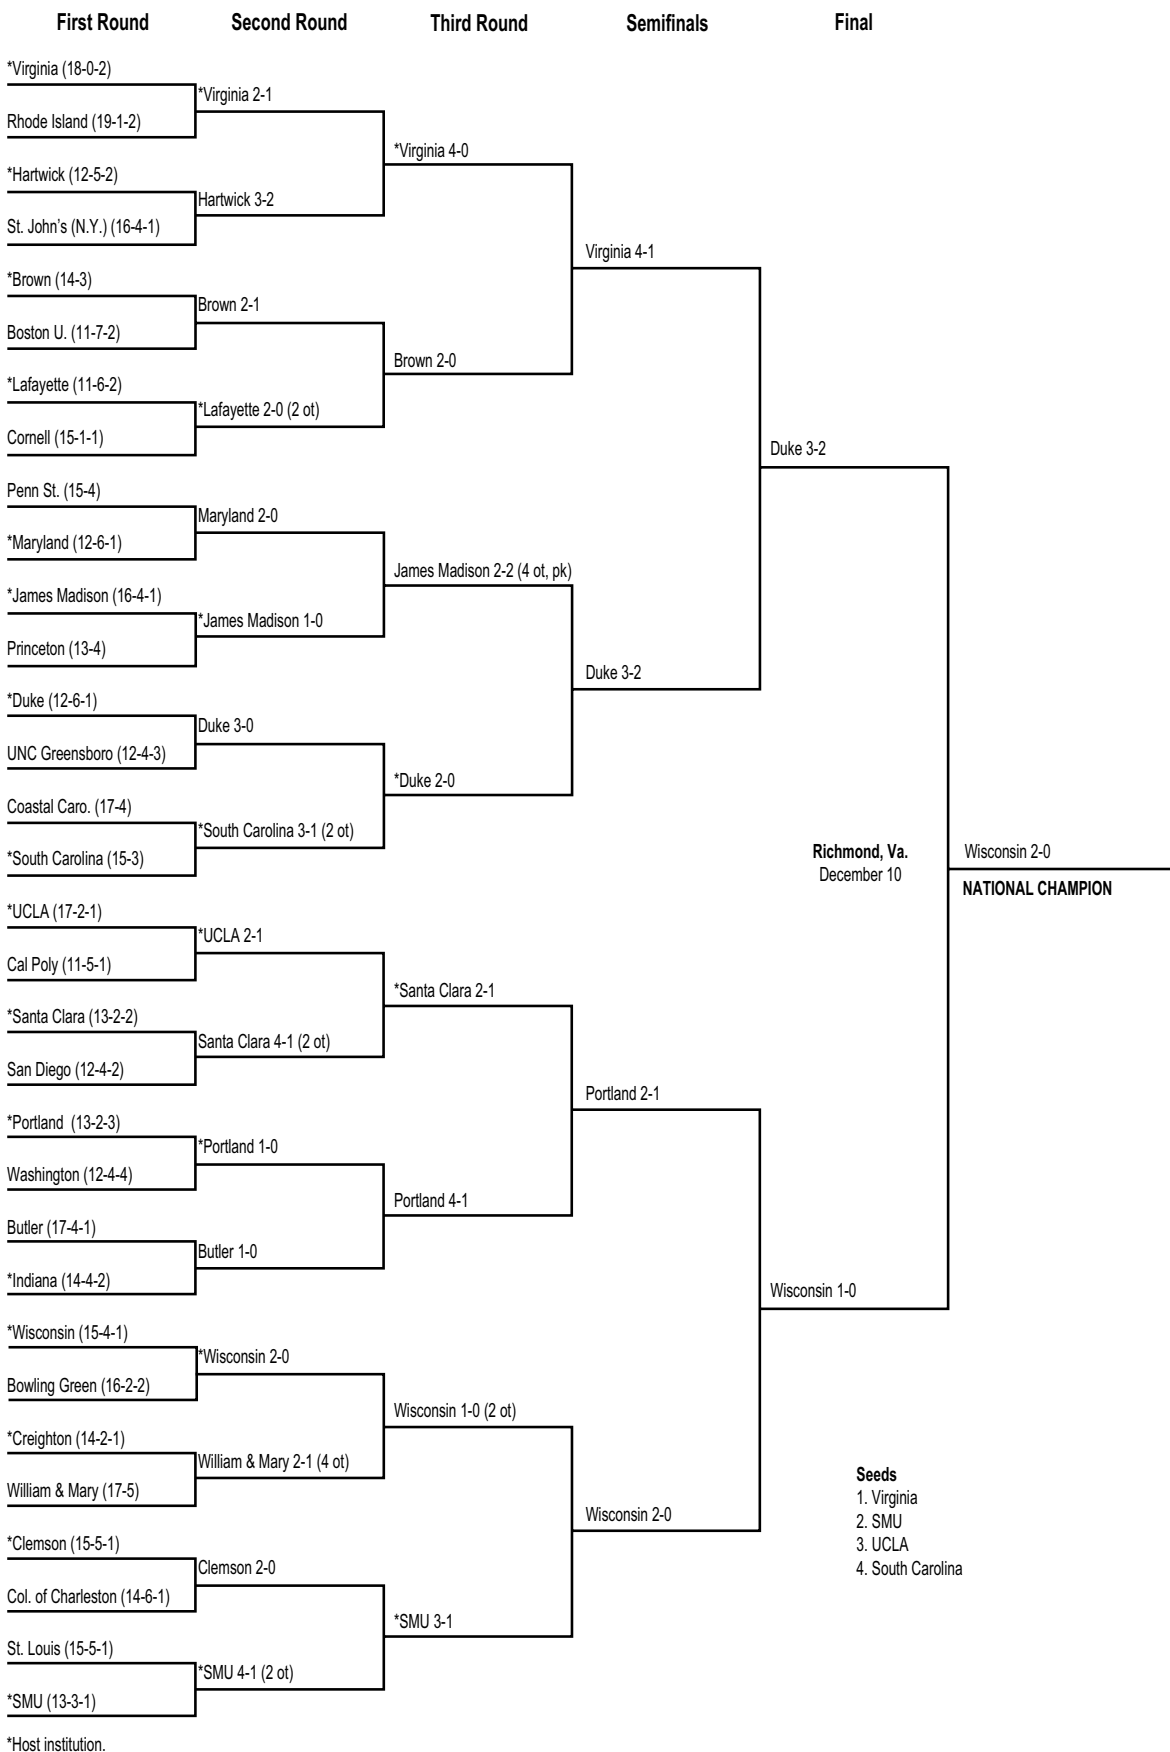 First Round Second Round Third Round Semifinals Final
*Virginia (18-0-2)
*Virginia 2-1
Rhode Island (19-1-2)
*Virginia 4-0
*Hartwick (12-5-2)
Hartwick 3-2
St. John's (N.Y.) (16-4-1)
Virginia 4-1
*Brown (14-3)
Brown 2-1
Boston U. (11-7-2)
Brown 2-0
*Lafayette (11-6-2)
*Lafayette 2-0 (2 ot)
Cornell (15-1-1)
Duke 3-2
Penn St. (15-4)
Maryland 2-0
*Maryland (12-6-1)
James Madison 2-2 (4 ot, pk)
*James Madison (16-4-1)
*James Madison 1-0
Princeton (13-4)
Duke 3-2
*Duke (12-6-1)
Duke 3-0
UNC Greensboro (12-4-3)
*Duke 2-0
Coastal Caro. (17-4)
*South Carolina 3-1 (2 ot)
*South Carolina (15-3)
Richmond, Va.
December 10
Wisconsin 2-0
NATIONAL CHAMPION
*UCLA (17-2-1)
*UCLA 2-1
Cal Poly (11-5-1)
*Santa Clara 2-1
*Santa Clara (13-2-2)
Santa Clara 4-1 (2 ot)
San Diego (12-4-2)
Portland 2-1
*Portland (13-2-3)
*Portland 1-0
Washington (12-4-4)
Portland 4-1
Butler (17-4-1)
Butler 1-0
*Indiana (14-4-2)
Wisconsin 1-0
*Wisconsin (15-4-1)
*Wisconsin 2-0
Bowling Green (16-2-2)
Wisconsin 1-0 (2 ot)
*Creighton (14-2-1)
William & Mary 2-1 (4 ot)
William & Mary (17-5)
Wisconsin 2-0
*Clemson (15-5-1)
Clemson 2-0
Col. of Charleston (14-6-1)
*SMU 3-1
St. Louis (15-5-1)
*SMU 4-1 (2 ot)
*SMU (13-3-1)
Seeds
1. Virginia
2. SMU
3. UCLA
4. South Carolina
*Host institution.